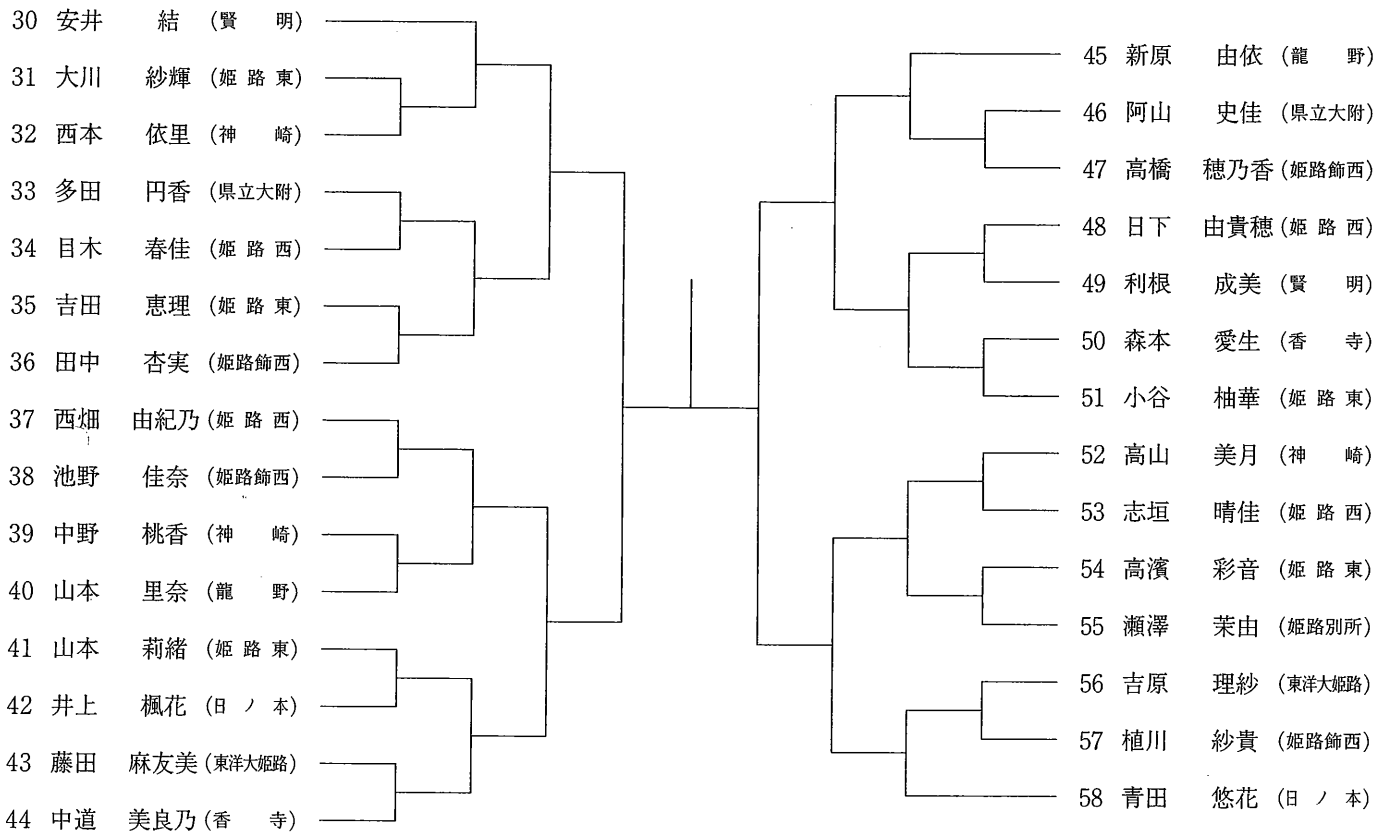 30 安井 結 (賢 明)
31 大川 紗輝 (姫路東)
32 西本 依里 (神 崎)
33 多田 円香 (県立大附)
34 目木 春佳 (姫路西)
35 吉田 恵理 (姫路東)
36 田中 杏実 (姫路飾西)
37 西畑 由紀乃 (姫路西)
38 池野 佳奈 (姫路飾西)
39 中野 桃香 (神 崎)
40 山本 里奈 (龍 野)
41 山本 莉緒 (姫路東)
42 井上 楓花 (日ノ本)
43 藤田 麻友美 (東洋大姫路)
44 中道 美良乃 (香 寺)
45 新原 由依 (龍 野)
46 阿山 史佳 (県立大附)
47 高橋 穂乃香 (姫路飾西)
48 日下 由貴穂 (姫路西)
49 利根 成美 (賢 明)
50 森本 愛生 (香 寺)
51 小谷 柚華 (姫路東)
52 高山 美月 (神 崎)
53 志垣 晴佳 (姫路西)
54 高濱 彩音 (姫路東)
55 瀬澤 茉由 (姫路別所)
56 吉原 理紗 (東洋大姫路)
57 植川 紗貴 (姫路飾西)
58 青田 悠花 (日ノ本)